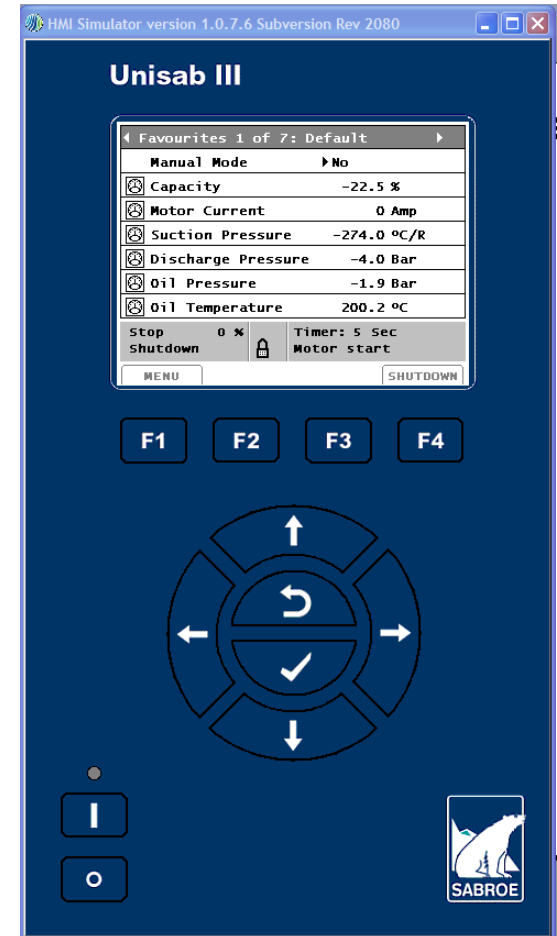 HMI Simulator version 1.0.7.6 Subversion Rev 2080
Unisab III
Favourites 1 of 7: Default
Manual Mode No
Capacity -22.5 %
Motor Current 0 Amp
Suction Pressure -274.0 ºC/R
Discharge Pressure -4.0 Bar
Oil Pressure -1.9 Bar
Oil Temperature 200.2 ºC
Stop 0 % Timer: 5 Sec
Shutdown Motor start
MENU SHUTDOWN
F1 F2 F3 F4
SABROE